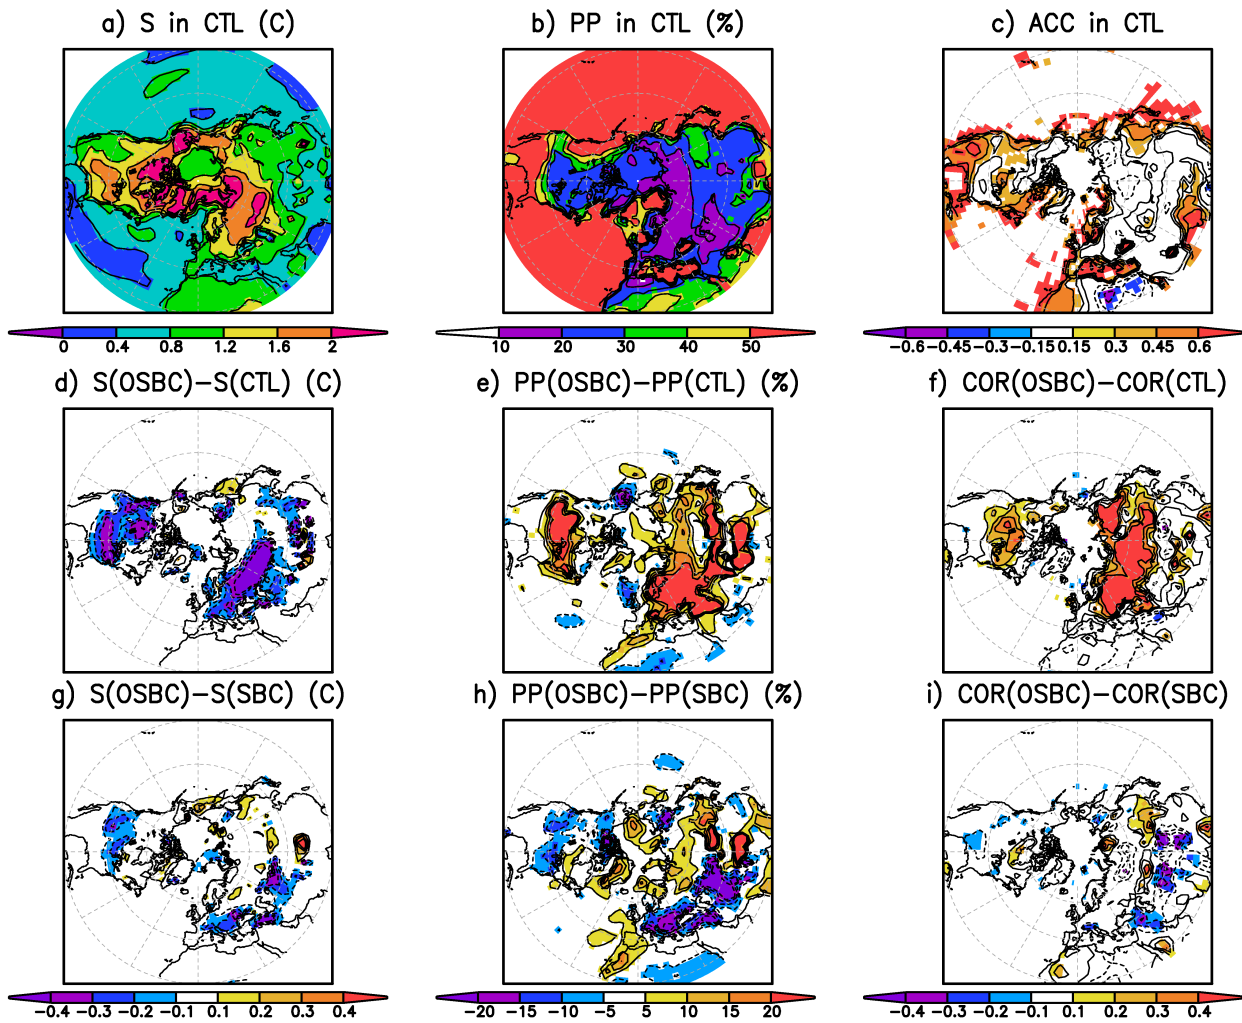 a) S in CTL (C)
b) PP in CTL (%)
c) ACC in CTL
0 0.4 0.8 1.2 1.6 2
10 20 30 40 50
−0.6 −0.45 −0.3 −0.15 0.15 0.3 0.45 0.6
d) S(OSBC)−S(CTL) (C)
e) PP(OSBC)−PP(CTL) (%)
f) COR(OSBC)−COR(CTL)
g) S(OSBC)−S(SBC) (C)
h) PP(OSBC)−PP(SBC) (%)
i) COR(OSBC)−COR(SBC)
−0.4 −0.3 −0.2 −0.1 0.1 0.2 0.3 0.4
−20 −15 −10 −5 5 10 15 20
−0.4 −0.3 −0.2 −0.1 0.1 0.2 0.3 0.4